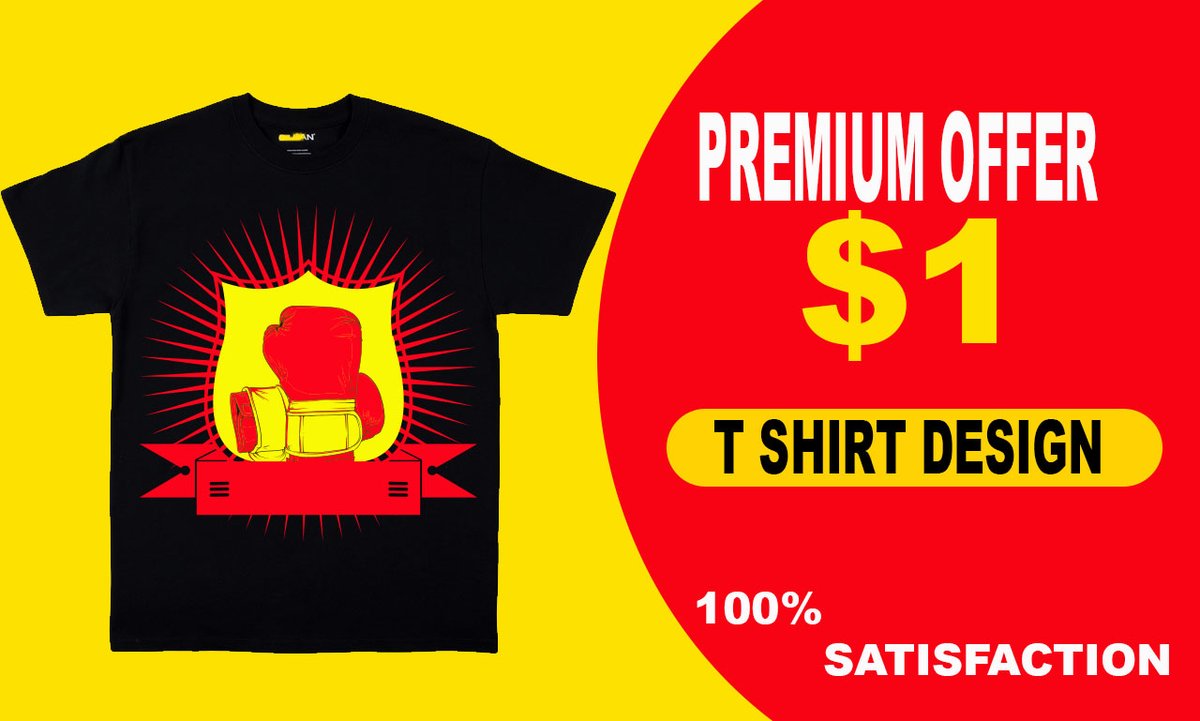 PREMIUM OFFER
$1
T SHIRT DESIGN
100%
SATISFACTION